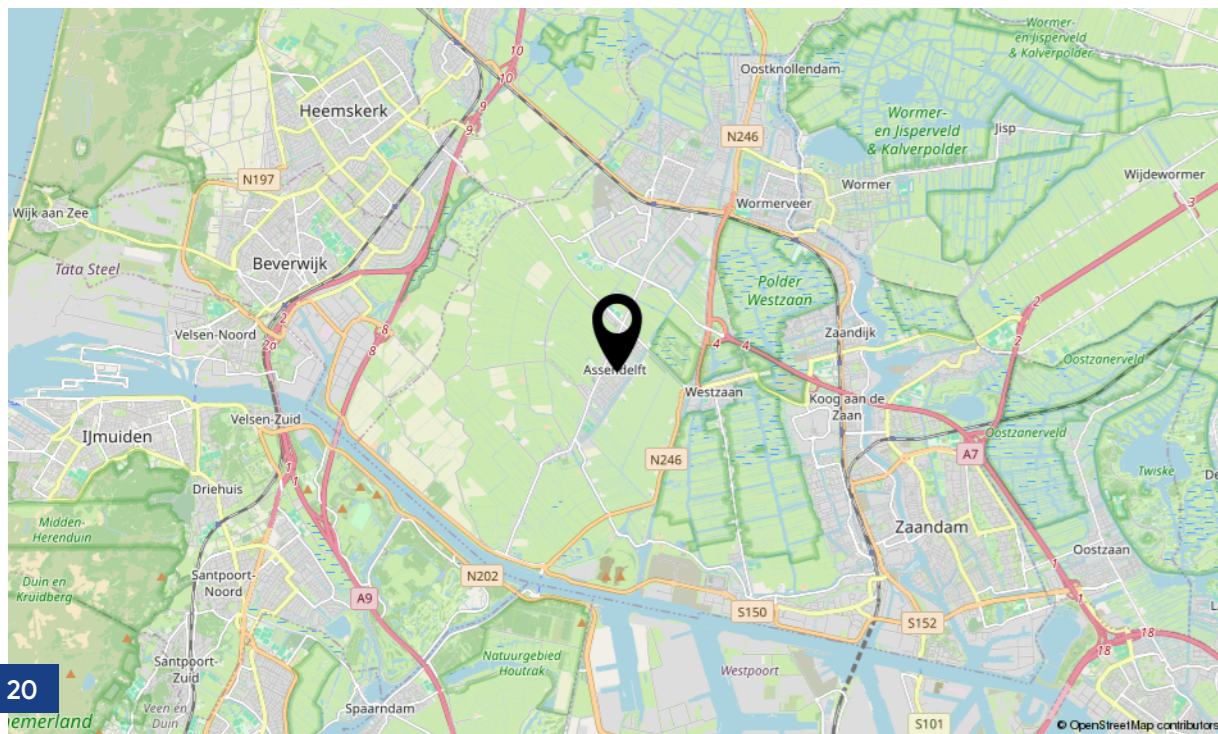 Wormer-
en Jisperveld
& Kalverpolder
10
10
Oostknollendam
Heemskerk
9
9
N246
Wormer-
en Jisperveld
& Kalverpolder
Jisp
N197
Wijdewormer
Wormer
3
Wijk aan Zee
Wormerveer
Tata Steel
Beverwijk
Polder
Westzaan
2
2
Velsen-Noord
2a
8
8
4
4
Zaandijk
2
Oostzanerveld
Assendelft
Westzaan
Koog aan de
Zaan
Velsen-Zuid
IJmuiden
Oostzanerveld
N246
A7
1
1
Twiske
De
Driehuis
Midden-
Herenduin
Zaandam
Oostzaan
Duin en
Kruidberg
Santpoort-
Noord
N202
1
A9
1
S150
S152
18
18
Natuurgebied
Houtrak
Westpoort
Santpoort-
Zuid
20
Veen en
Duin
Spaarndam
nemerland
S101
© OpenStreetMap contributors